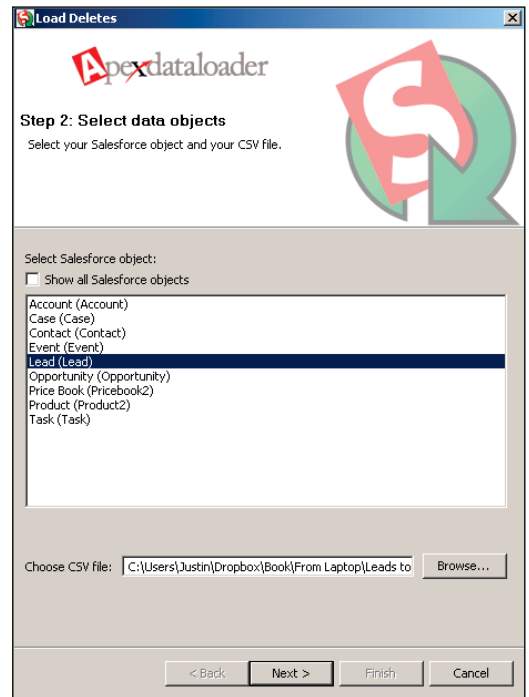 Load Deletes
Apexdataloader
Step 2: Select data objects
Select your Salesforce object and your CSV file.
Select Salesforce object:
Show all Salesforce objects
Account (Account)
Case (Case)
Contact (Contact)
Event (Event)
Lead (Lead)
Opportunity (Opportunity)
Price Book (Pricebook2)
Product (Product2)
Task (Task)
Choose CSV file: C:\Users\Justin\Dropbox\Book\From Laptop\Leads to Browse...
< Back Next > Finish Cancel